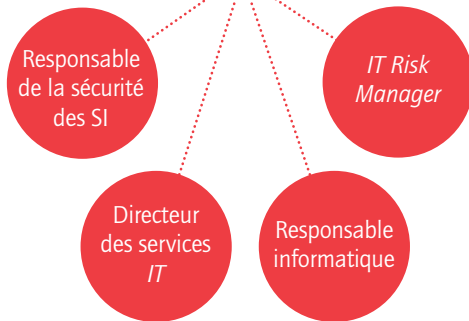 Responsable
de la sécurité
des SI
IT Risk
Manager
Directeur
des services
IT
Responsable
informatique